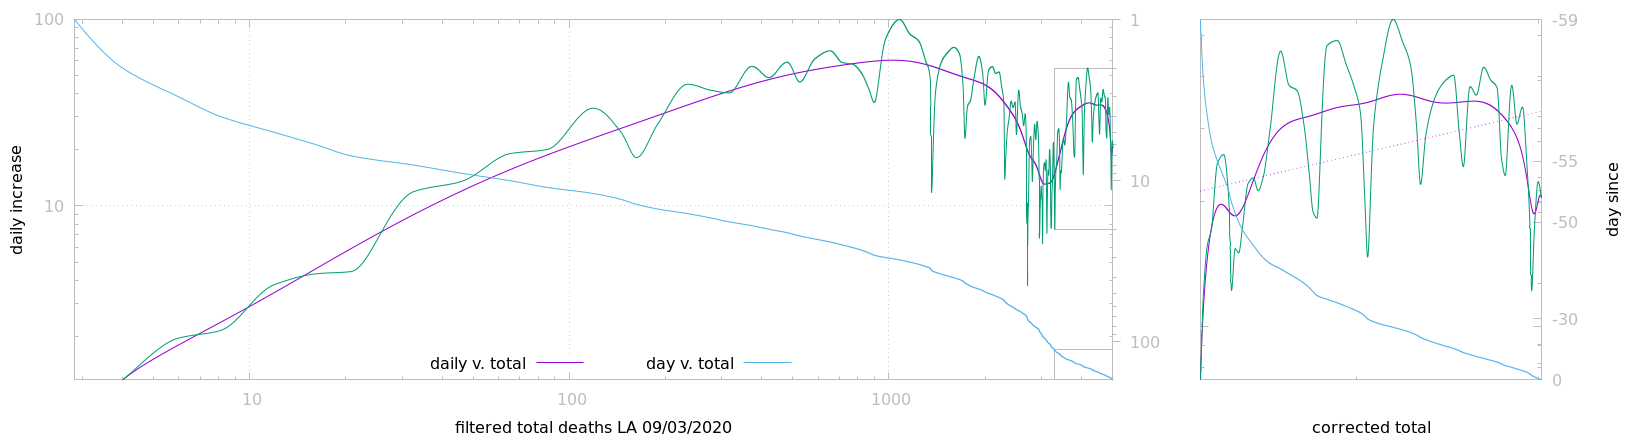 100
10
daily increase
daily v. total
day v. total
10
100
1000
filtered total deaths LA 09/03/2020
1
10
100
-59
-55
-50
-30
0
day since
corrected total